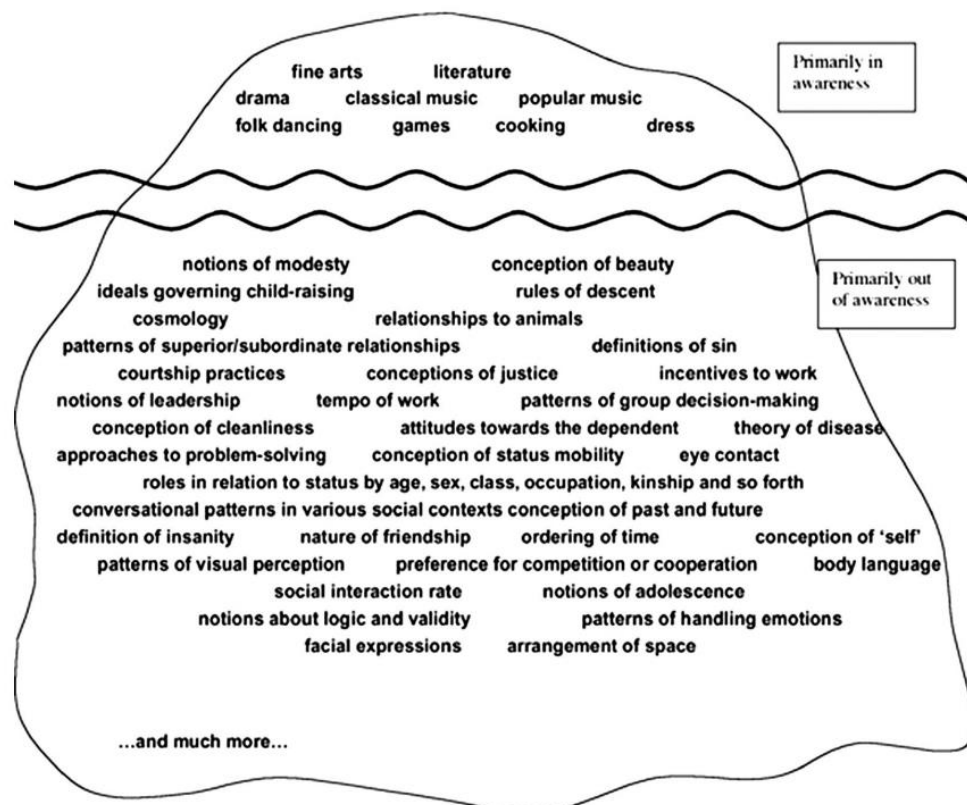 fine arts literature
drama classical music popular music
folk dancing games cooking dress
Primarily in
awareness
notions of modesty conception of beauty
ideals governing child-raising rules of descent
cosmology relationships to animals
patterns of superior/subordinate relationships definitions of sin
courtship practices conceptions of justice incentives to work
notions of leadership tempo of work patterns of group decision-making
conception of cleanliness attitudes towards the dependent theory of disease
approaches to problem-solving conception of status mobility eye contact
roles in relation to status by age, sex, class, occupation, kinship and so forth
conversational patterns in various social contexts conception of past and future
definition of insanity nature of friendship ordering of time conception of ‘self’
patterns of visual perception preference for competition or cooperation body language
social interaction rate notions of adolescence
notions about logic and validity patterns of handling emotions
facial expressions arrangement of space
…and much more…
Primarily out
of awareness